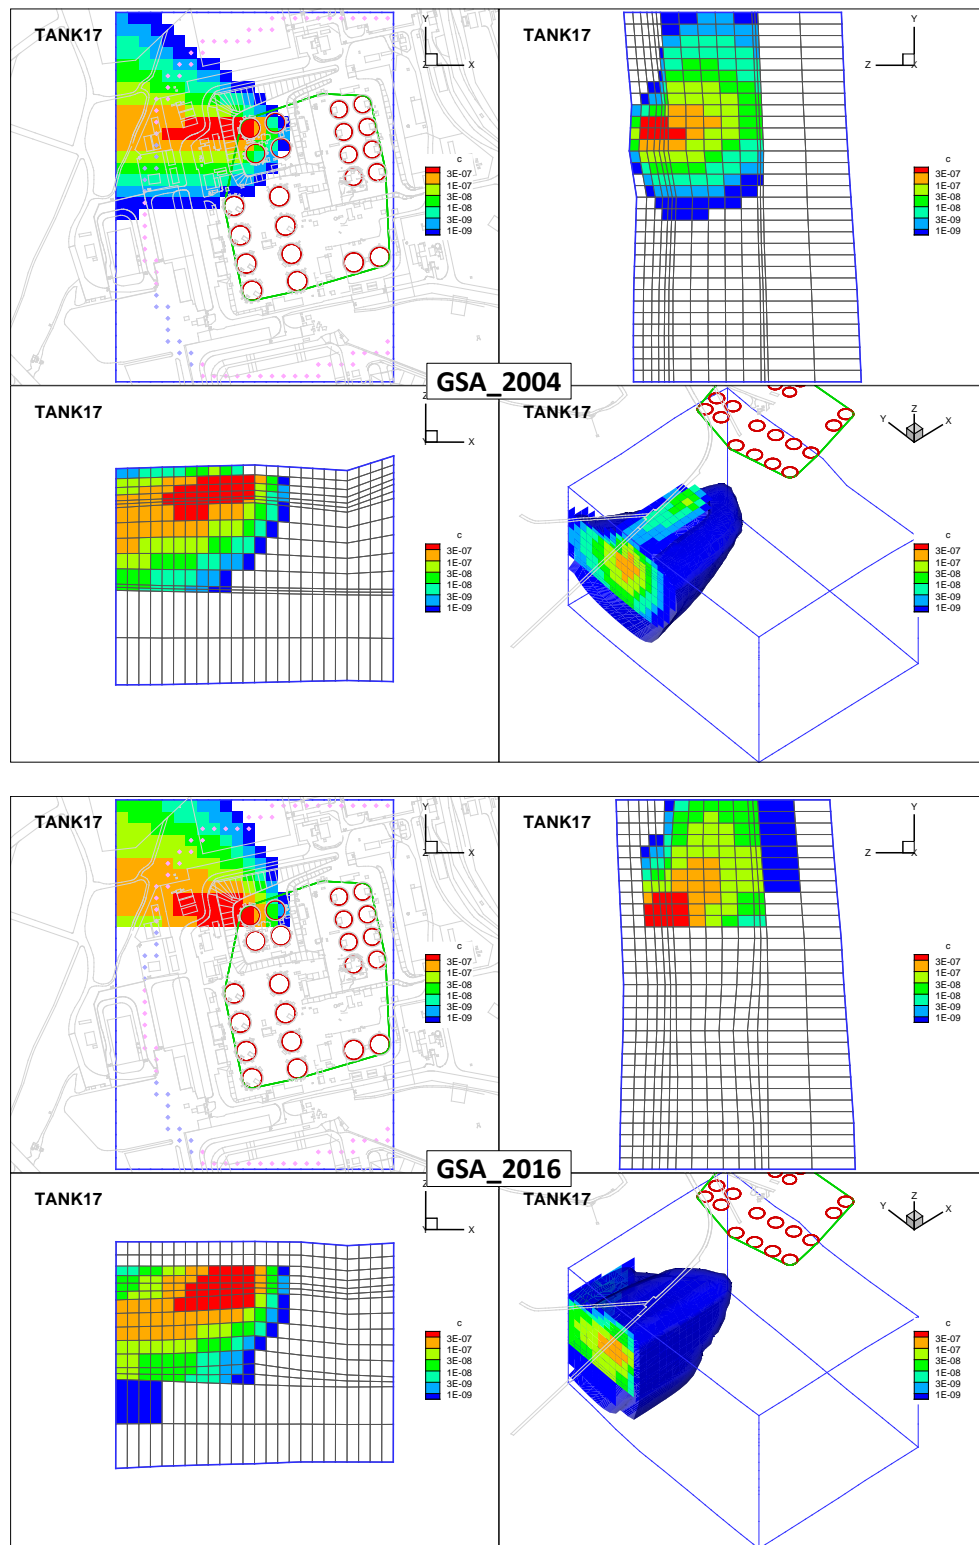 TANK17
Y
Z
X
c
3E-07
1E-07
3E-08
1E-08
3E-09
1E-09
TANK17
Y
Z
X
c
3E-07
1E-07
3E-08
1E-08
3E-09
1E-09
GSA_2004
TANK17
Z
Y
X
c
3E-07
1E-07
3E-08
1E-08
3E-09
1E-09
TANK17
Z
Y
X
c
3E-07
1E-07
3E-08
1E-08
3E-09
1E-09
TANK17
Y
Z
X
c
3E-07
1E-07
3E-08
1E-08
3E-09
1E-09
TANK17
Y
Z
X
c
3E-07
1E-07
3E-08
1E-08
3E-09
1E-09
GSA_2016
TANK17
Z
Y
X
c
3E-07
1E-07
3E-08
1E-08
3E-09
1E-09
TANK17
Z
Y
X
c
3E-07
1E-07
3E-08
1E-08
3E-09
1E-09